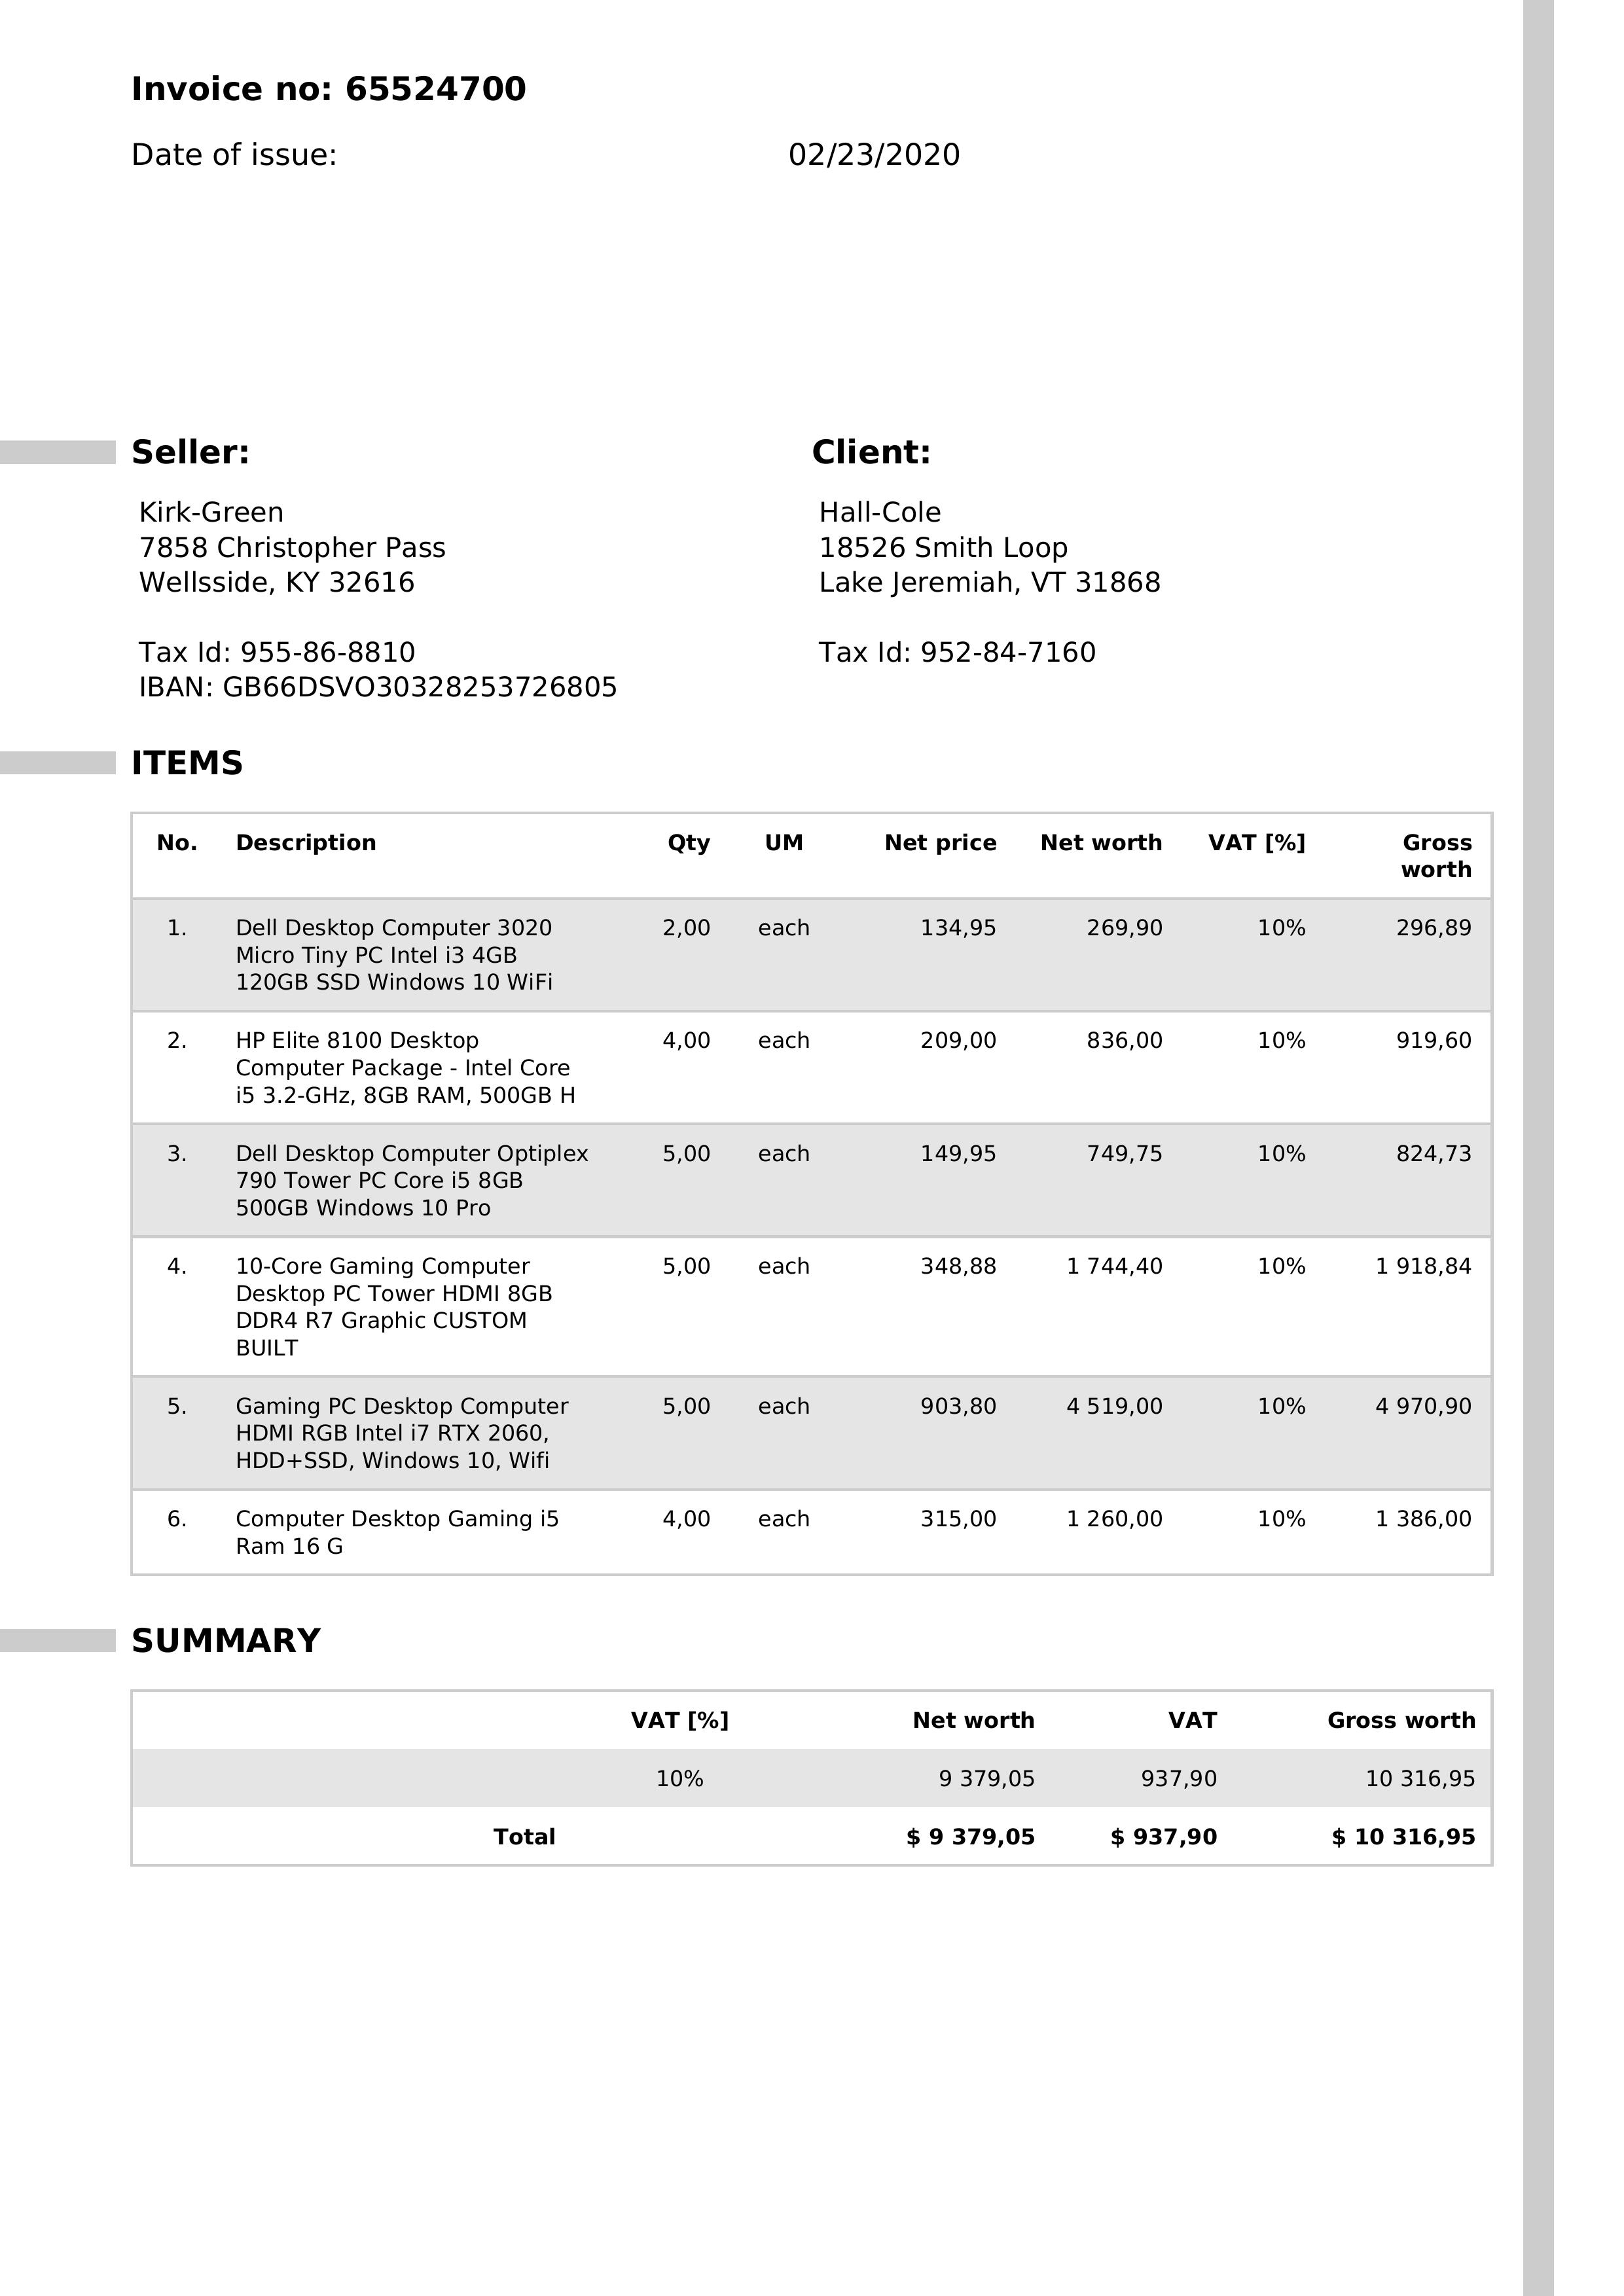 Invoice no: 65524700
Date of issue: 02/23/2020
Seller: Client:
Kirk-Green Hall-Cole
7858 Christopher Pass 18526 Smith Loop
Wellsside, KY 32616 Lake Jeremiah, VT 31868
Tax Id: 955-86-8810 Tax Id: 952-84-7160
IBAN: GB66DSVO30328253726805
ITEMS
No. Description Qty UM Net price Net worth VAT [%] Gross
worth
1. Dell Desktop Computer 3020 2,00 each 134,95 269,90 10% 296,89
Micro Tiny PC Intel i3 4GB
120GB SSD Windows 10 WiFi
2. HP Elite 8100 Desktop 4,00 each 209,00 836,00 10% 919,60
Computer Package - Intel Core
i5 3.2-GHz, 8GB RAM, 500GB H
3. Dell Desktop Computer Optiplex 5,00 each 149,95 749,75 10% 824,73
790 Tower PC Core i5 8GB
500GB Windows 10 Pro
4. 10-Core Gaming Computer 5,00 each 348,88 1 744,40 10% 1 918,84
Desktop PC Tower HDMI 8GB
DDR4 R7 Graphic CUSTOM
BUILT
5. Gaming PC Desktop Computer 5,00 each 903,80 4 519,00 10% 4 970,90
HDMI RGB Intel i7 RTX 2060,
HDD+SSD, Windows 10, Wifi
6. Computer Desktop Gaming i5 4,00 each 315,00 1 260,00 10% 1 386,00
Ram 16 G
SUMMARY
VAT [%] Net worth VAT Gross worth
10% 9 379,05 937,90 10 316,95
Total $ 9 379,05 $ 937,90 $ 10 316,95